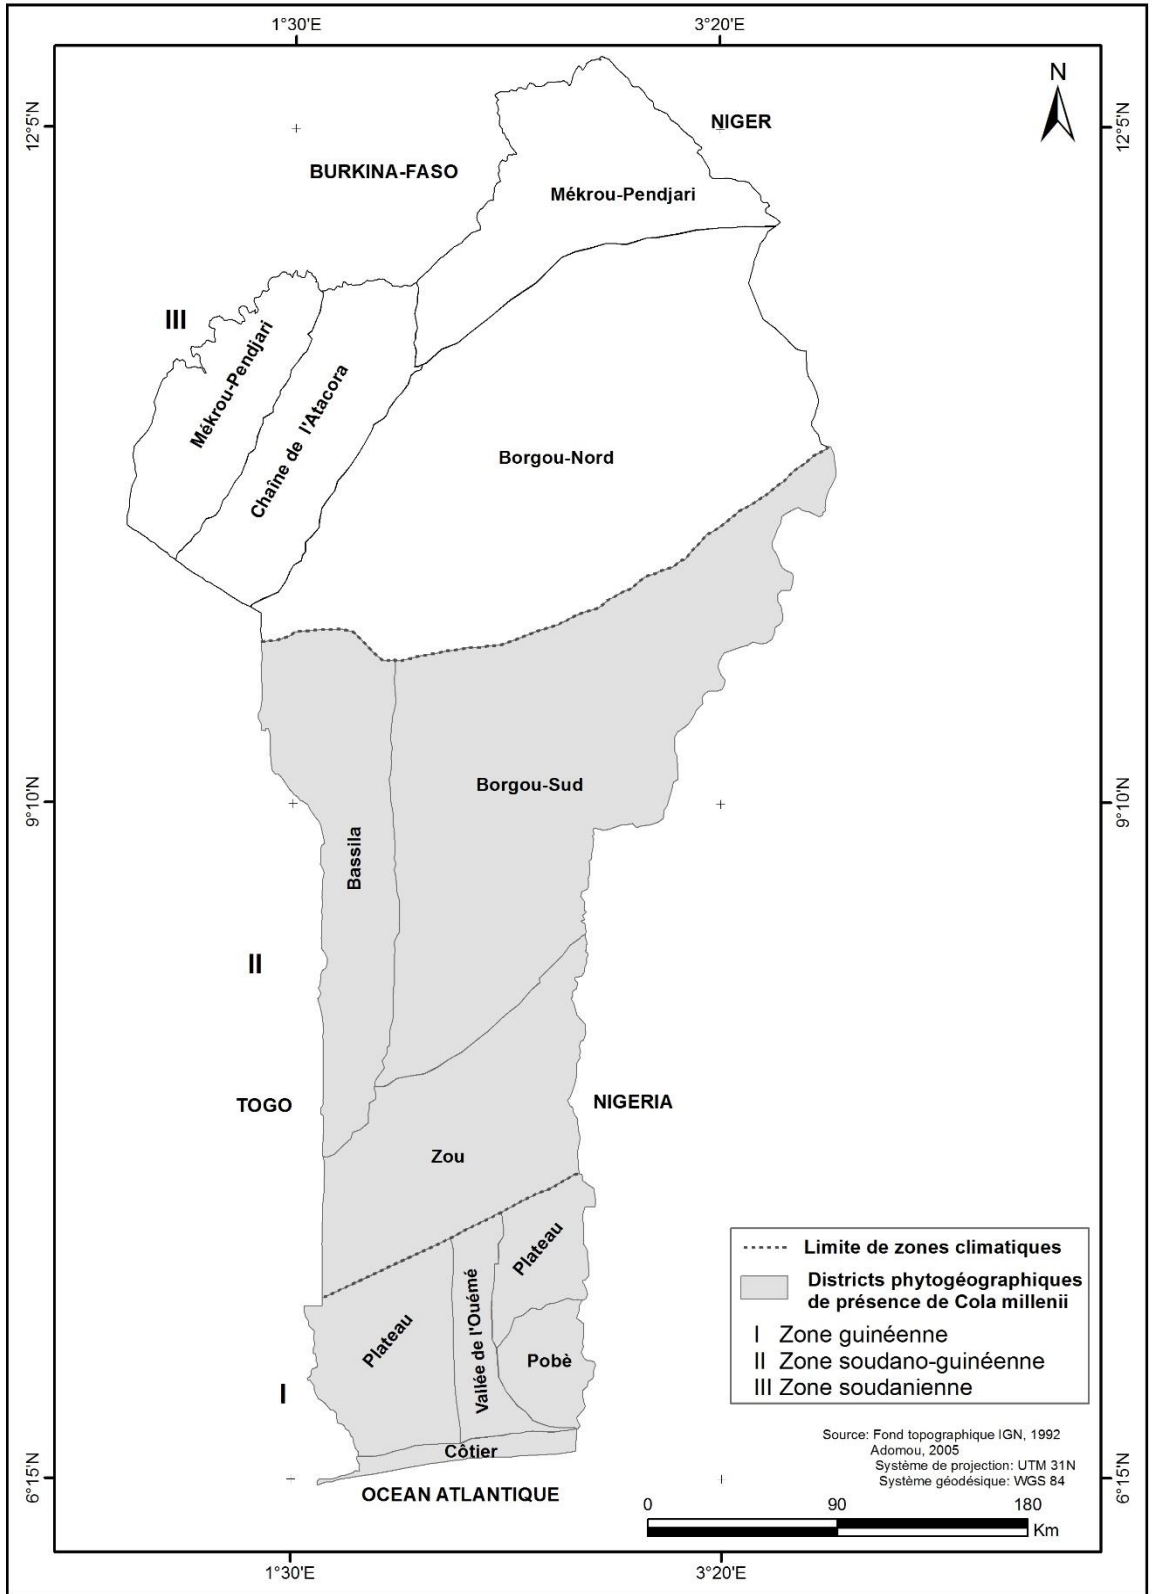 1°30'E
3°20'E
N
12°5'N
12°5'N
NIGER
BURKINA-FASO
Mékrou-Pendjari
III
Mékrou-Pendjari
Chaîne de l'Atacora
Borgou-Nord
9°10'N
9°10'N
Borgou-Sud
Bassila
II
TOGO
NIGERIA
Zou
Plateau
Plateau
Vallée de l'Ouémé
Pobè
I
Côtier
OCEAN ATLANTIQUE
6°15'N
6°15'N
Limite de zones climatiques
Districts phytogéographiques
de présence de Cola millenii
I Zone guinéenne
II Zone soudano-guinéenne
III Zone soudanienne
Source: Fond topographique IGN, 1992
Adomou, 2005
Système de projection: UTM 31N
Système géodésique: WGS 84
0 90 180
Km
1°30'E
3°20'E